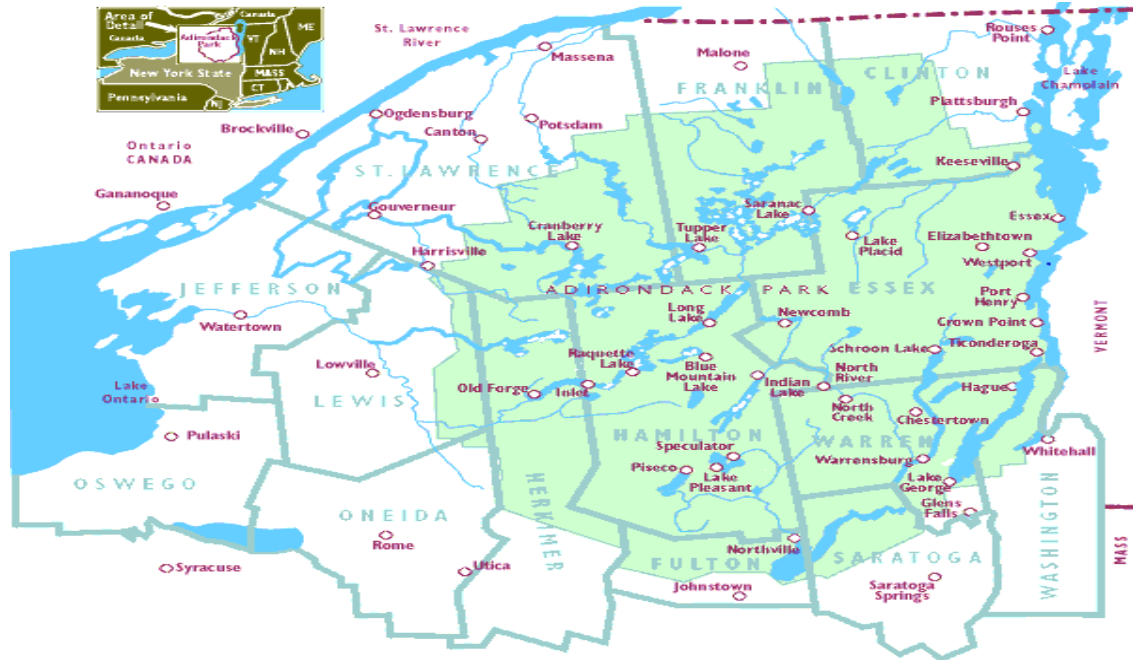 Area of
Detail
Canada
Canada
ME
Adirondack
Park
VT
NH
New York State
MASS
CT
Pennsylvania
NJ
St. Lawrence
River
Massena
Malone
FRANKLIN
CLINTON
Rouses
Point
Lake
Champlain
Plattsburgh
Ogdensburg
Brockville
Canton
Potsdam
Ontario
CANADA
Keeseville
ST. LAWRENCE
Gananoque
Gouverneur
Saranac
Lake
Essex
Cranberry
Lake
Tupper
Lake
Lake
Placid
Elizabethtown
Westport
Harrisville
JEFFERSON
ADIRONDACK PARK
ESSEX
Port
Henry
Watertown
Long
Lake
Newcomb
Crown Point
VERMONT
Lowville
Raquette
Lake
Blue
Mountain
Lake
Schroon Lake
Ticonderoga
Lake
Ontario
LEWIS
Old Forge
Inlet
Indian
Lake
North
River
Hague
North
Creek
Chestertown
Pulaski
HAMILTON
WARREN
Speculator
Whitehall
Piseco
Lake
Pleasant
Warrensburg
OSWEGO
Lake
George
Glens
Falls
ONEIDA
HERKIMER
WASHINGTON
Rome
Northville
MASS
Syracuse
Utica
FULTON
SARATOGA
Johnstown
Saratoga
Springs